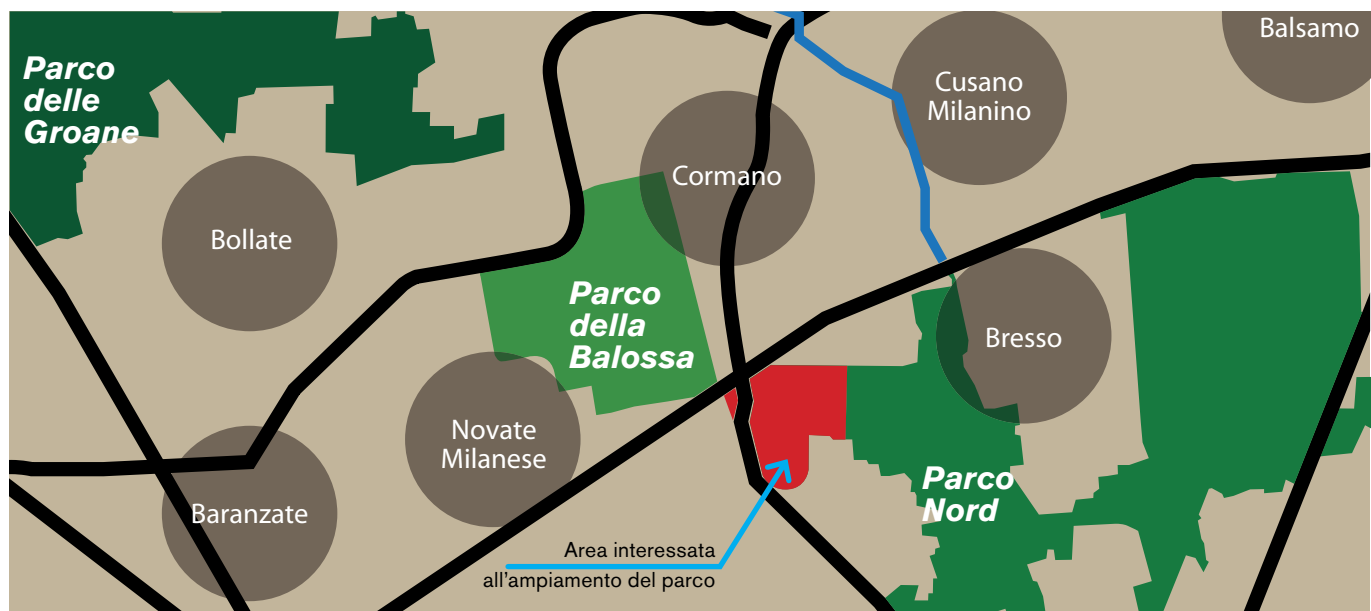 Balsamo
Parco
delle
Groane
Cusano
Milanino
Cormano
Bollate
Parco
della
Balossa
Bresso
Novate
Milanese
Parco
Nord
Baranzate
Area interessata
all'ampiamento del parco